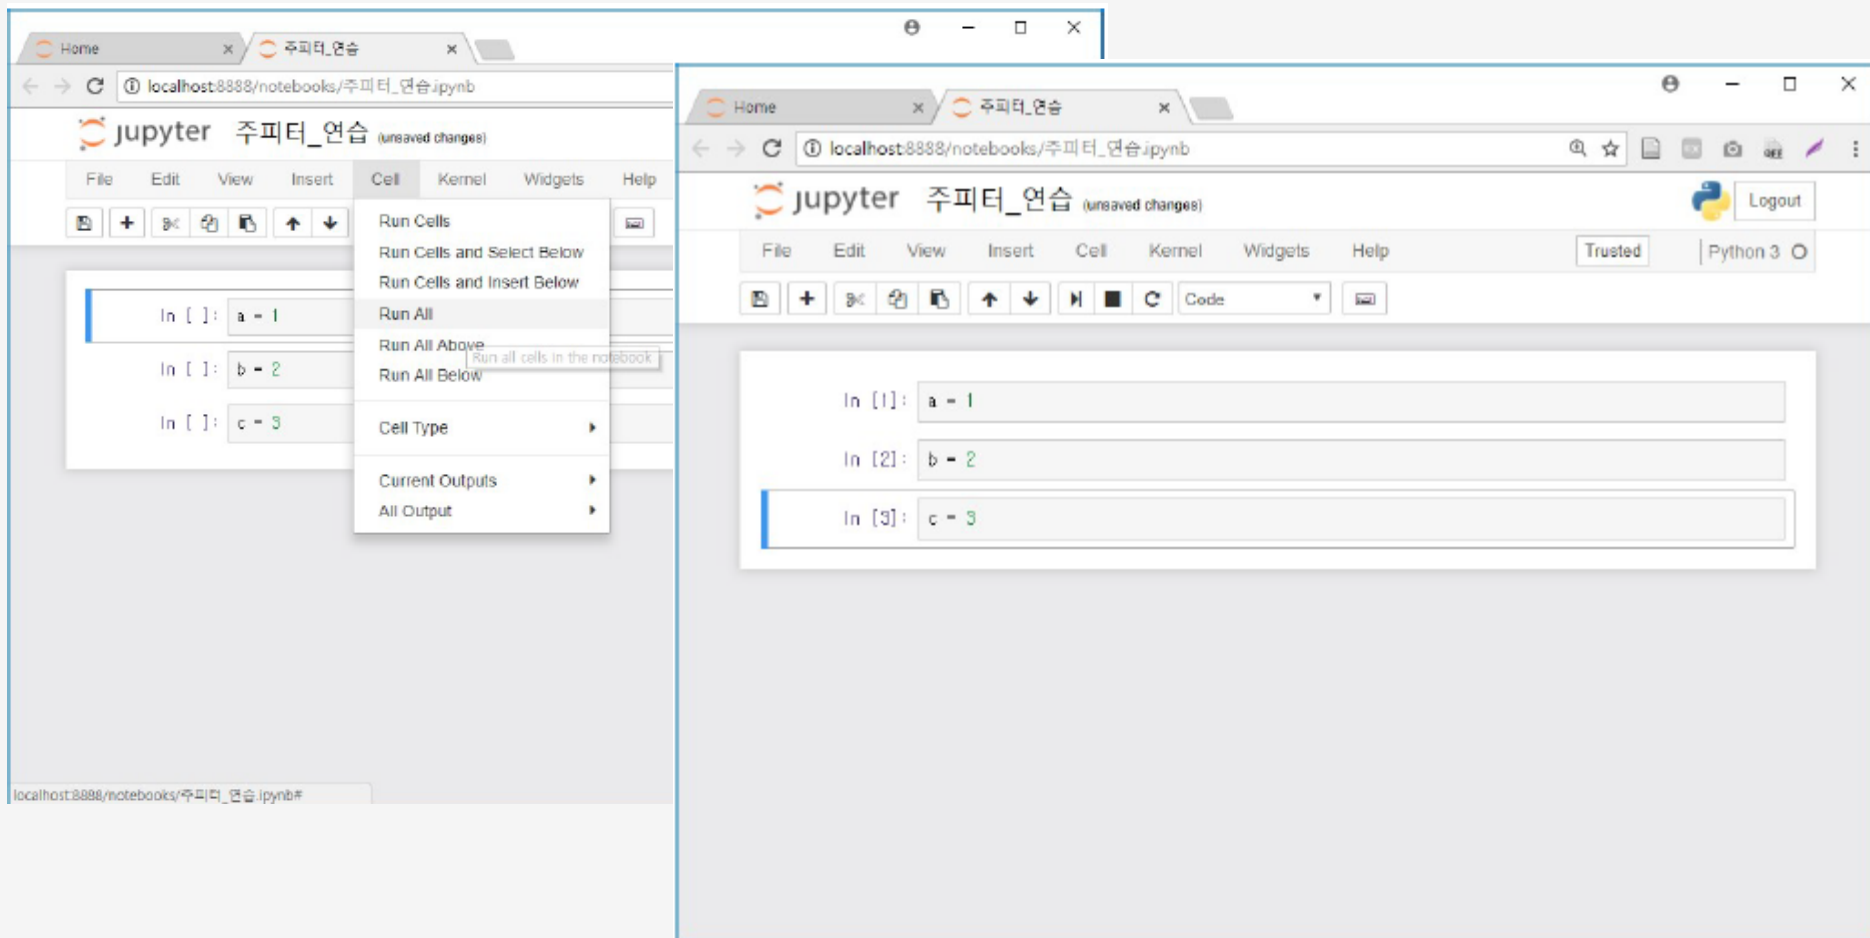 Home
주피터_연습
localhost:8888/notebooks/주피터_연습.ipynb
jupyter 주피터_연습 (unsaved changes)
File Edit View Insert Cell Kernel Widgets Help
Run Cells
Run Cells and Select Below
Run Cells and Insert Below
Run All
Run All Above
Run all cells in the notebook
Run All Below
Cell Type
Current Outputs
All Output
In [ ]: a = 1
In [ ]: b = 2
In [ ]: c = 3
localhost:8888/notebooks/주피터_연습.ipynb#
Home
주피터_연습
localhost:8888/notebooks/주피터_연습.ipynb
OFF
jupyter 주피터_연습 (unsaved changes)
Logout
File Edit View Insert Cell Kernel Widgets Help
Trusted
Python 3
Code
In [1]: a = 1
In [2]: b = 2
In [3]: c = 3